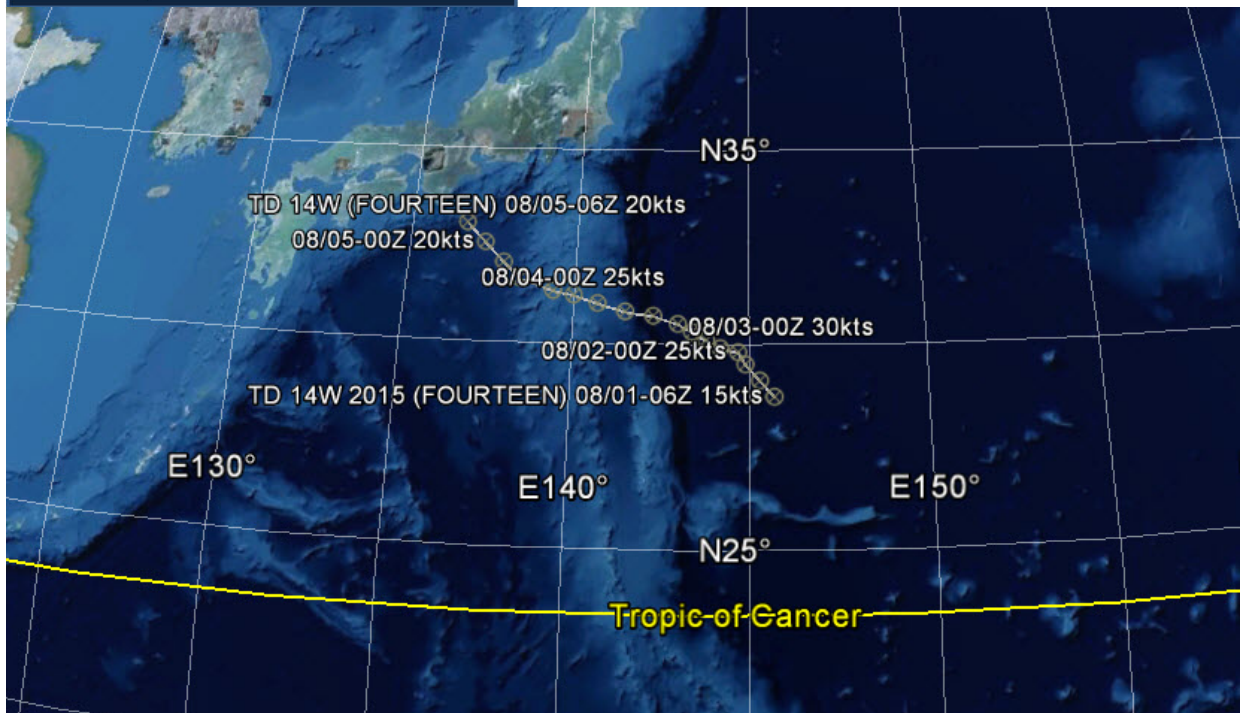 N35°
TD 14W (FOURTEEN) 08/05-06Z 20kts
08/05-00Z 20kts
08/04-00Z 25kts
08/03-00Z 30kts
08/02-00Z 25kts
TD 14W 2015 (FOURTEEN) 08/01-06Z 15kts
E130°
E140°
E150°
N25°
Tropic of Cancer